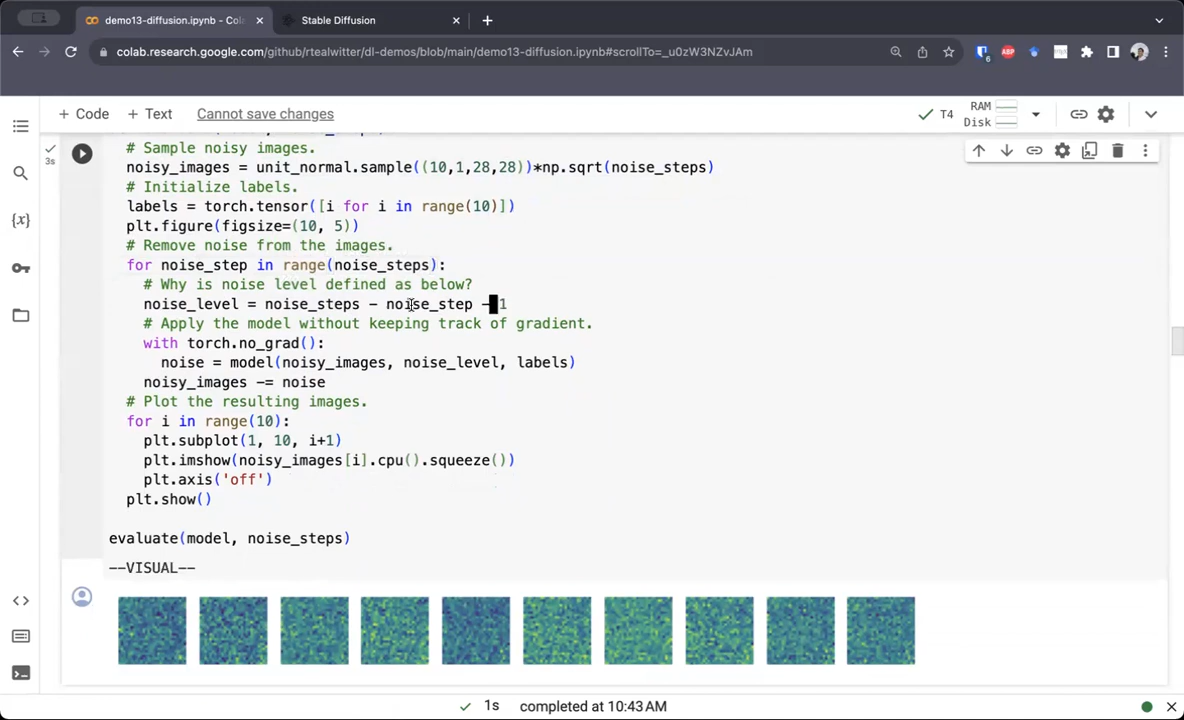 demo13-diffusion.ipynb - Cola
Stable Diffusion
colab.research.google.com/github/rtealwitter/dl-demos/blob/main/demo13-diffusion.ipynb#scrollTo=_u0zW3NZvJAm
6
ABP
+ Code + Text Cannot save changes
T4
RAM
Disk
3s
# Sample noisy images.
noisy_images = unit_normal.sample((10,1,28,28))*np.sqrt(noise_steps)
# Initialize labels.
labels = torch.tensor([i for i in range(10)])
plt.figure(figsize=(10, 5))
# Remove noise from the images.
for noise_step in range(noise_steps):
# Why is noise level defined as below?
noise_level = noise_steps - noise_step - 1
# Apply the model without keeping track of gradient.
with torch.no_grad():
noise = model(noisy_images, noise_level, labels)
noisy_images -= noise
# Plot the resulting images.
for i in range(10):
plt.subplot(1, 10, i+1)
plt.imshow(noisy_images[i].cpu().squeeze())
plt.axis('off')
plt.show()
evaluate(model, noise_steps)
--VISUAL--
{x}
1s completed at 10:43 AM